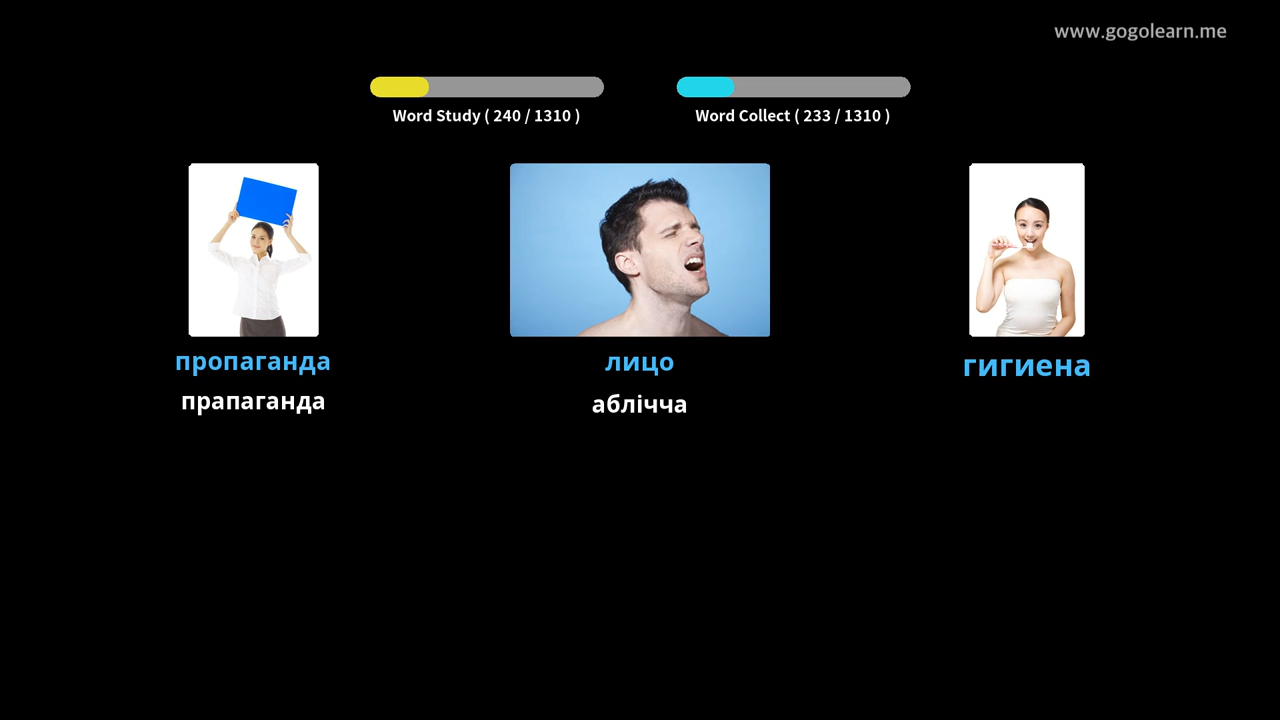 www.gogolearn.me
Word Study ( 240 / 1310 )
Word Collect ( 233 / 1310 )
пропаганда
лицо
гигиена
прапаганда
аблічча